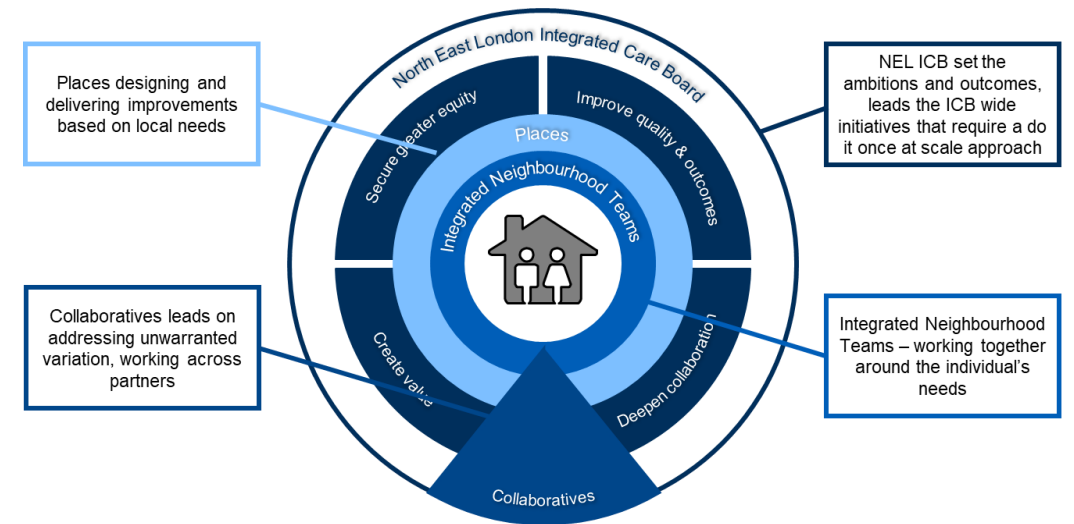 North East London Integrated Care Board
Places designing and
delivering improvements
based on local needs
NEL ICB set the
ambitions and outcomes,
leads the ICB wide
initiatives that require a do
it once at scale approach
Secure greater equity
Improve quality & outcomes
Places
Integrated Neighbourhood Teams
Collaboratives leads on
addressing unwarranted
variation, working across
partners
Create value
Deepen collaboration
Integrated Neighbourhood
Teams – working together
around the individual’s
needs
Collaboratives